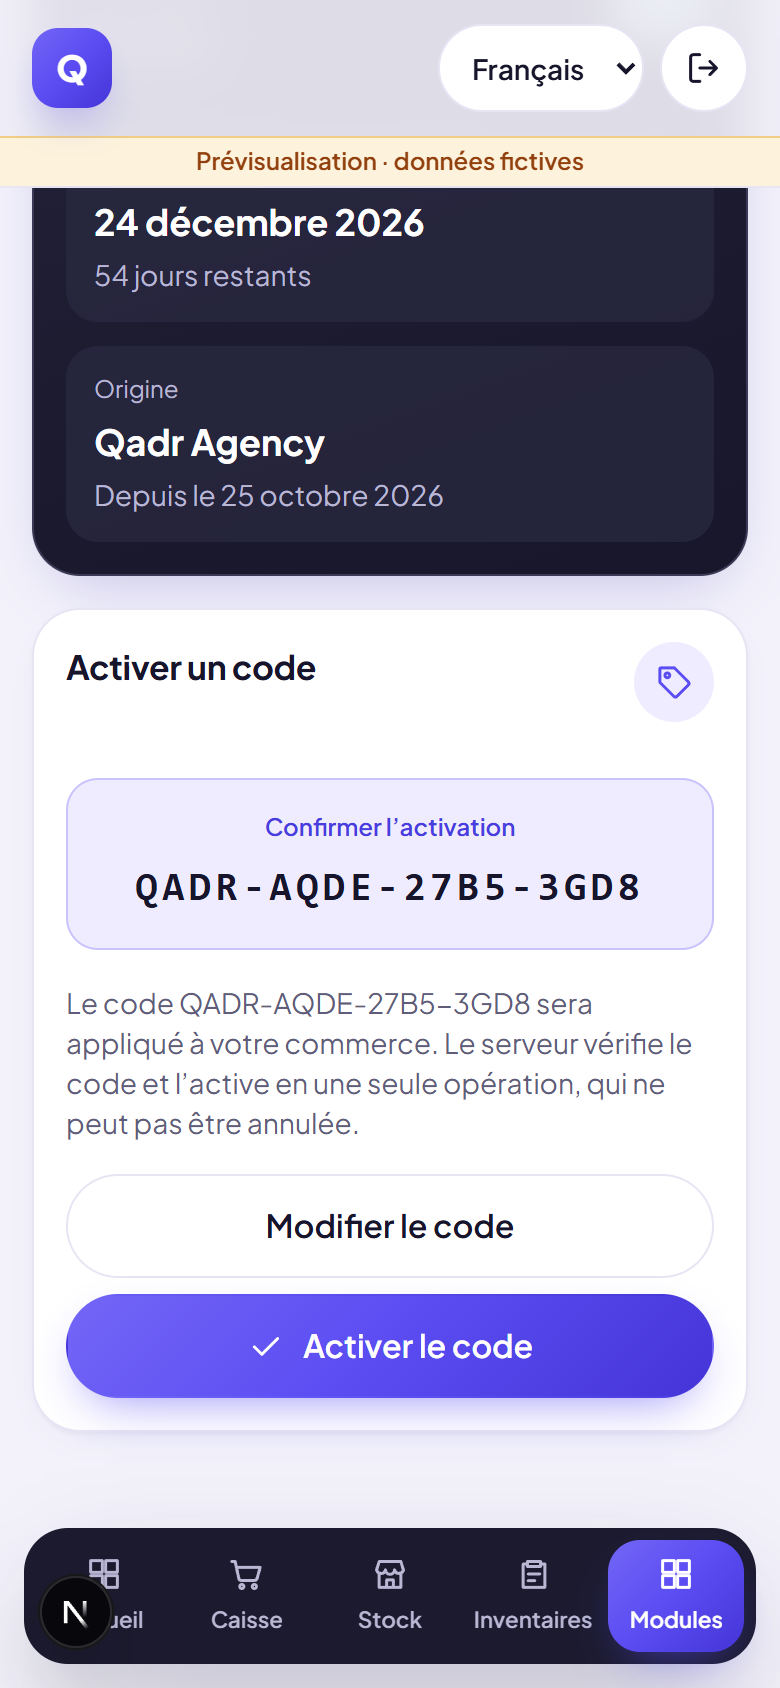 Q
Français
Prévisualisation · données fictives
24 décembre 2026
54 jours restants
Origine
Qadr Agency
Depuis le 25 octobre 2026
Activer un code
Confirmer l’activation
QADR-AQDE-27B5-3GD8
Le code QADR-AQDE-27B5-3GD8 sera
appliqué à votre commerce. Le serveur vérifie le
code et l’active en une seule opération, qui ne
peut pas être annulée.
Modifier le code
Activer le code
N
Caisse
Stock
Inventaires
Modules